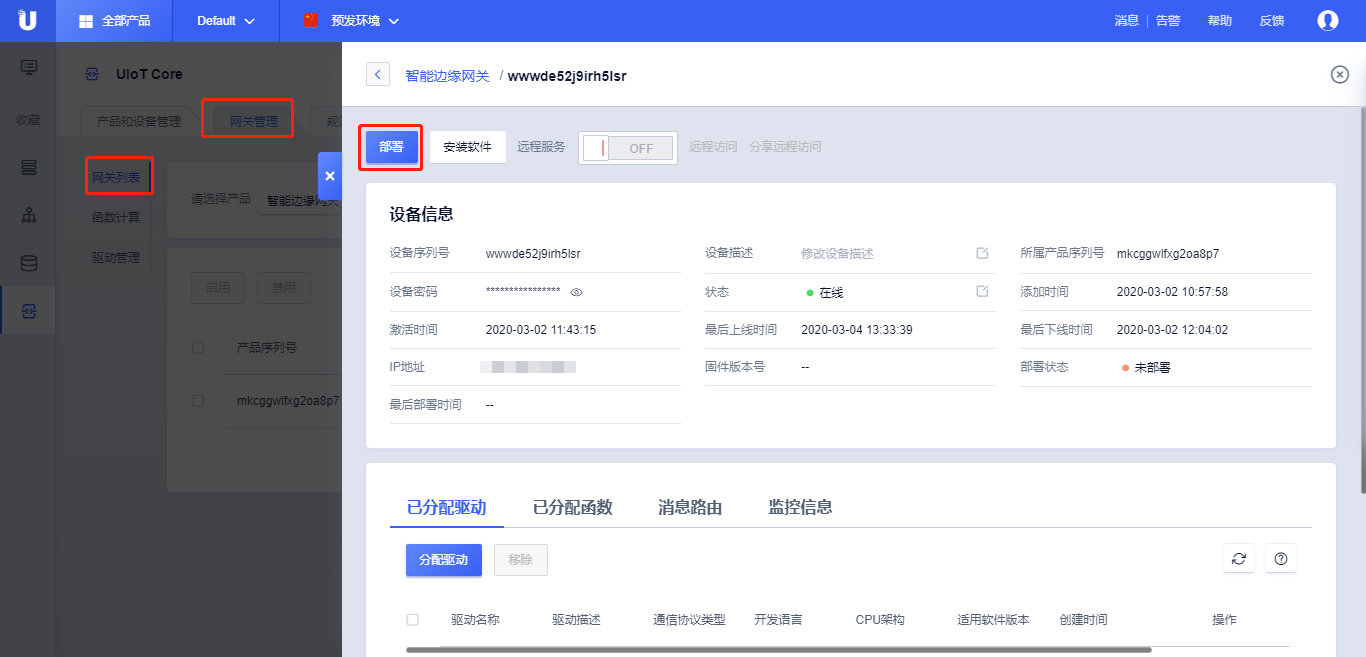 U 全部产品 Default 预发环境 消息 告警 帮助 反馈
收藏
UIoT Core
产品和设备管理 网关管理
网关列表
函数计算
驱动管理
请选择产品 智能边缘网关
启用 禁用
产品序列号
mkcggwlfxg2oa8p7
智能边缘网关 / wwwde52j9irh5lsr
部署 安装软件 远程服务 OFF 远程访问 分享远程访问
设备信息
设备序列号 wwwde52j9irh5lsr 设备描述 修改设备描述 所属产品序列号 mkcggwlfxg2oa8p7
设备密码 **************** 状态 在线 添加时间 2020-03-02 10:57:58
激活时间 2020-03-02 11:43:15 最后上线时间 2020-03-04 13:33:39 最后下线时间 2020-03-02 12:04:02
IP地址 固件版本号 -- 部署状态 未部署
最后部署时间 --
已分配驱动 已分配函数 消息路由 监控信息
分配驱动 移除
驱动名称 驱动描述 通信协议类型 开发语言 CPU架构 适用软件版本 创建时间 操作